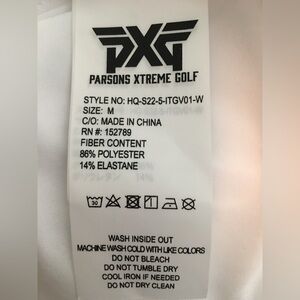 PXG
PARSONS XTREME GOLF
STYLE NO: HQ-S22-5-ITGV01-W
SIZE: M
C/O: MADE IN CHINA
RN #: 152789
FIBER CONTENT
86% POLYESTER
14% ELASTANE
30
WASH INSIDE OUT
MACHINE WASH COLD WITH LIKE COLORS
DO NOT BLEACH
DO NOT TUMBLE DRY
COOL IRON IF NEEDED
DO NOT DRY CLEAN